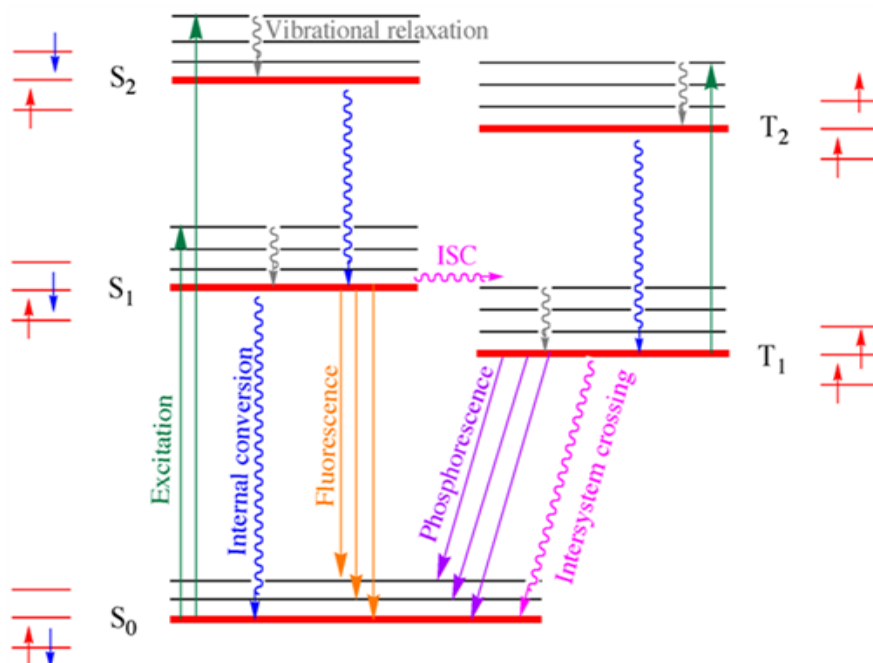 Vibrational relaxation
S2
T2
ISC
S1
T1
Excitation
Internal conversion
Fluorescence
Phosphorescence
Intersystem crossing
S0